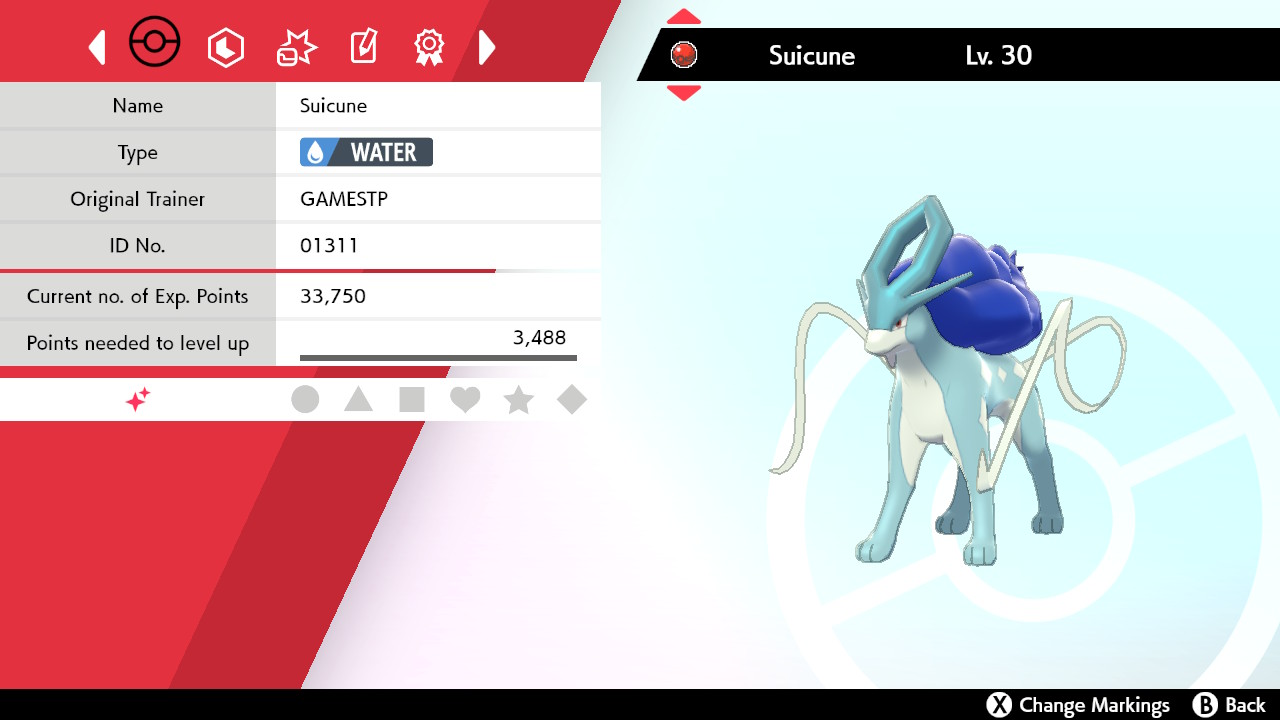 Suicune Lv. 30
Name Suicune
Type WATER
Original Trainer GAMESTP
ID No. 01311
Current no. of Exp. Points 33,750
Points needed to level up 3,488
X Change Markings B Back